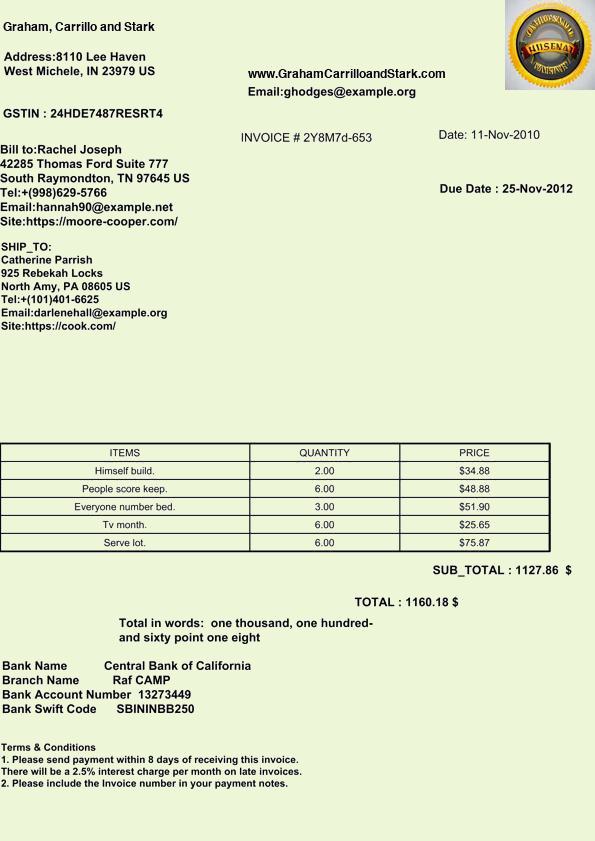 Graham, Carrillo and Stark
Address:8110 Lee Haven
West Michele, IN 23979 US
www.GrahamCarrilloandStark.com
Email:ghodges@example.org
GSTIN : 24HDE7487RESRT4
INVOICE # 2Y8M7d-653
Date: 11-Nov-2010
Due Date : 25-Nov-2012
Bill to:Rachel Joseph
42285 Thomas Ford Suite 777
South Raymondton, TN 97645 US
Tel:+(998)629-5766
Email:hannah90@example.net
Site:https://moore-cooper.com/
SHIP_TO:
Catherine Parrish
925 Rebekah Locks
North Amy, PA 08605 US
Tel:+(101)401-6625
Email:darlenehall@example.org
Site:https://cook.com/
ITEMS QUANTITY PRICE
Himself build. 2.00 $34.88
People score keep. 6.00 $48.88
Everyone number bed. 3.00 $51.90
Tv month. 6.00 $25.65
Serve lot. 6.00 $75.87
SUB_TOTAL : 1127.86 $
TOTAL : 1160.18 $
Total in words: one thousand, one hundred-
and sixty point one eight
Bank Name Central Bank of California
Branch Name Raf CAMP
Bank Account Number 13273449
Bank Swift Code SBININBB250
Terms & Conditions
1. Please send payment within 8 days of receiving this invoice.
There will be a 2.5% interest charge per month on late invoices.
2. Please include the Invoice number in your payment notes.